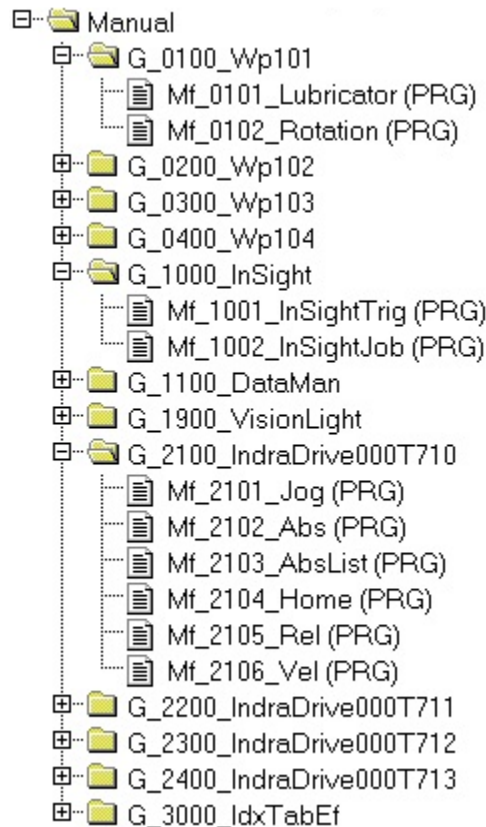 Manual
G_0100_Wp101
Mf_0101_Lubricator (PRG)
Mf_0102_Rotation (PRG)
G_0200_Wp102
G_0300_Wp103
G_0400_Wp104
G_1000_InSight
Mf_1001_InSightTrig (PRG)
Mf_1002_InSightJob (PRG)
G_1100_DataMan
G_1900_VisionLight
G_2100_IndraDrive000T710
Mf_2101_Jog (PRG)
Mf_2102_Abs (PRG)
Mf_2103_AbsList (PRG)
Mf_2104_Home (PRG)
Mf_2105_Rel (PRG)
Mf_2106_Vel (PRG)
G_2200_IndraDrive000T711
G_2300_IndraDrive000T712
G_2400_IndraDrive000T713
G_3000_IdxTabEf